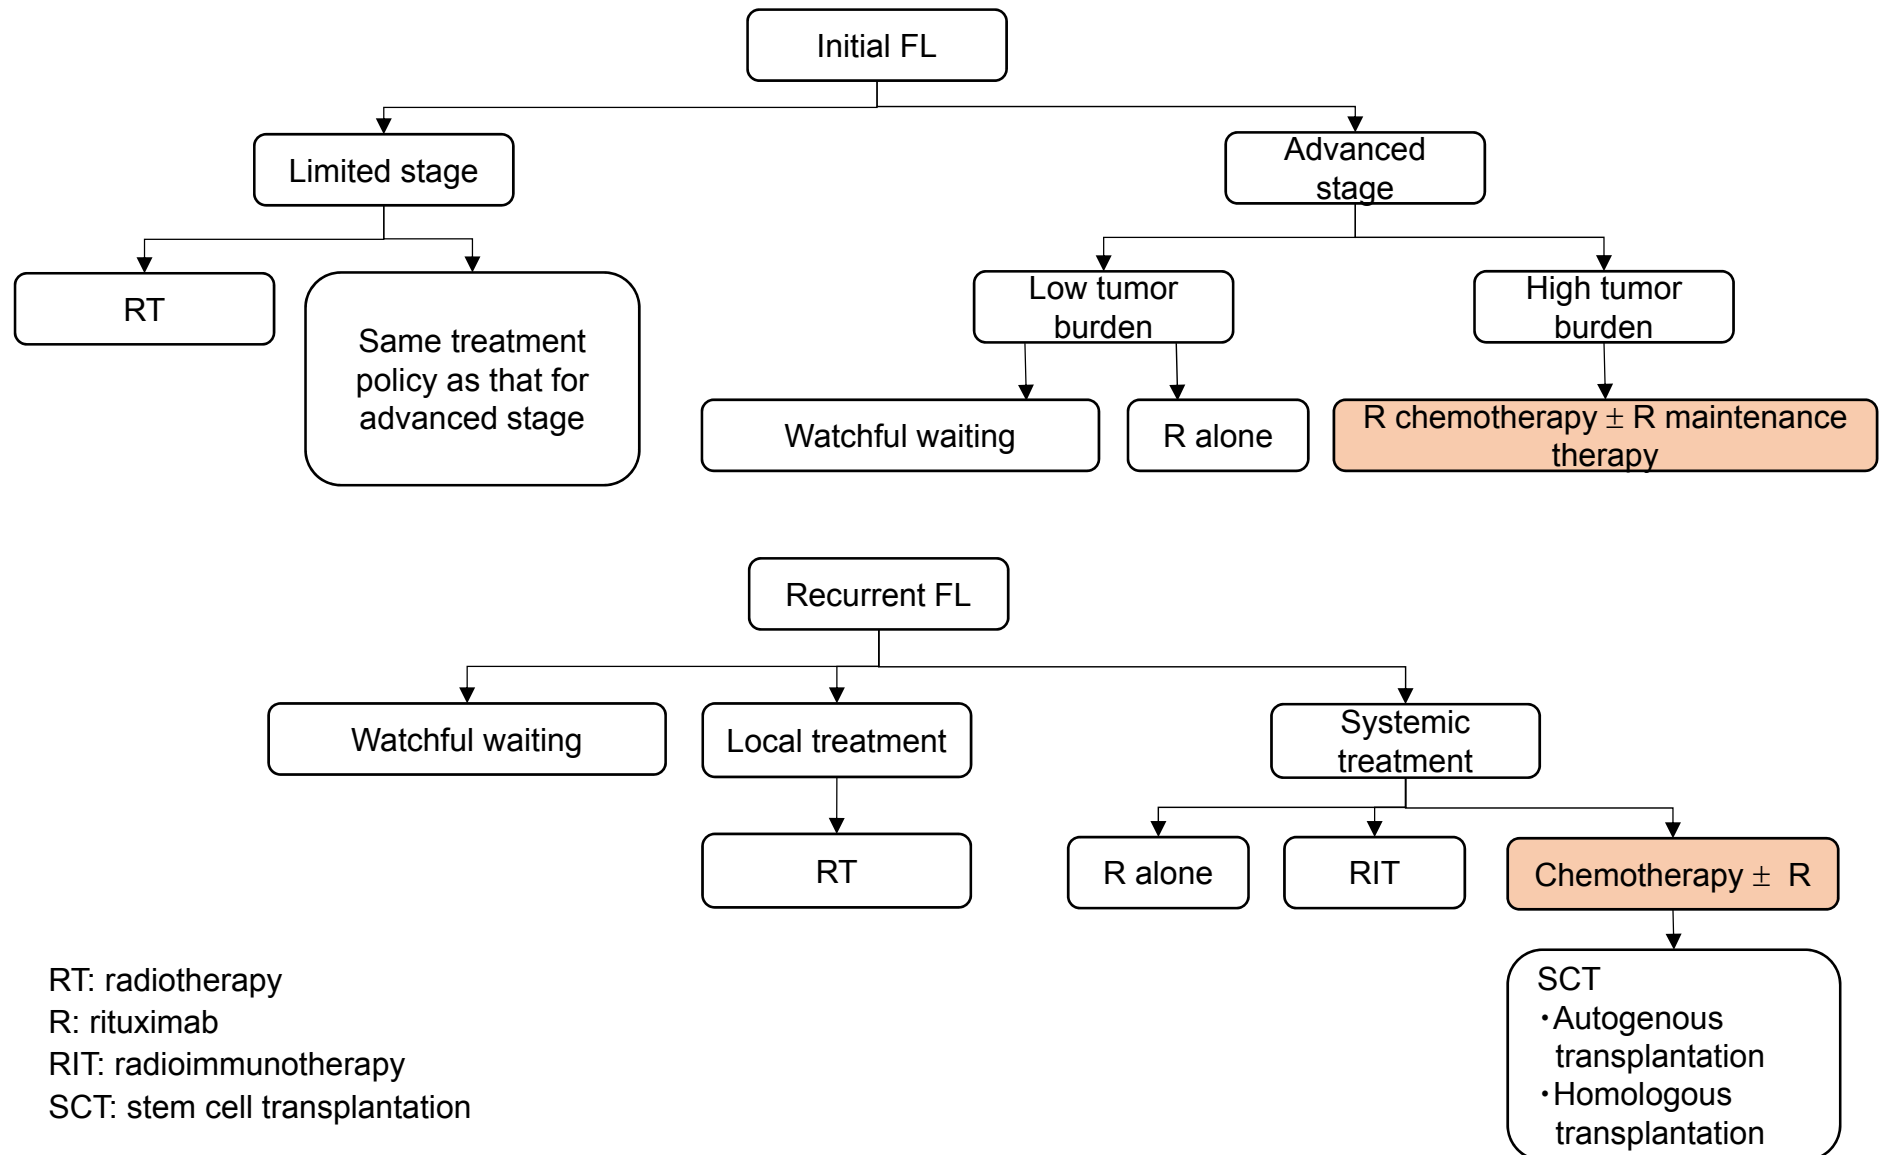 Initial FL
Limited stage
Advanced
stage
RT
Same treatment
policy as that for
advanced stage
Low tumor
burden
High tumor
burden
Watchful waiting
R alone
R chemotherapy ± R maintenance
therapy
Recurrent FL
Watchful waiting
Local treatment
Systemic
treatment
RT
R alone
RIT
Chemotherapy ± R
SCT
・Autogenous
transplantation
・Homologous
transplantation
RT: radiotherapy
R: rituximab
RIT: radioimmunotherapy
SCT: stem cell transplantation